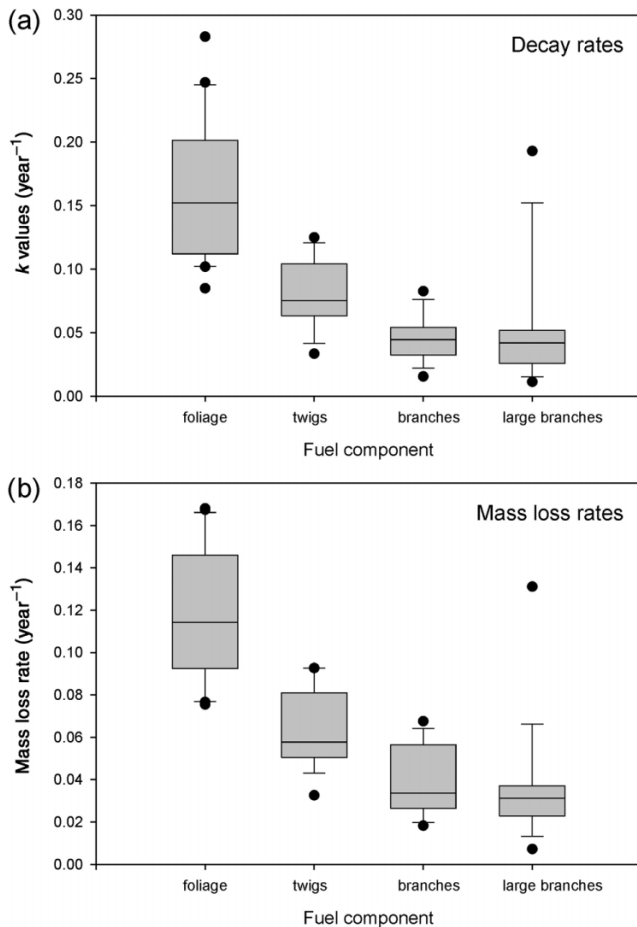 (a)
Decay rates
0.30
0.25
0.20
0.15
0.10
0.05
0.00
k values (year⁻¹)
foliage twigs branches large branches
Fuel component
(b)
Mass loss rates
0.18
0.16
0.14
0.12
0.10
0.08
0.06
0.04
0.02
0.00
Mass loss rate (year⁻¹)
foliage twigs branches large branches
Fuel component